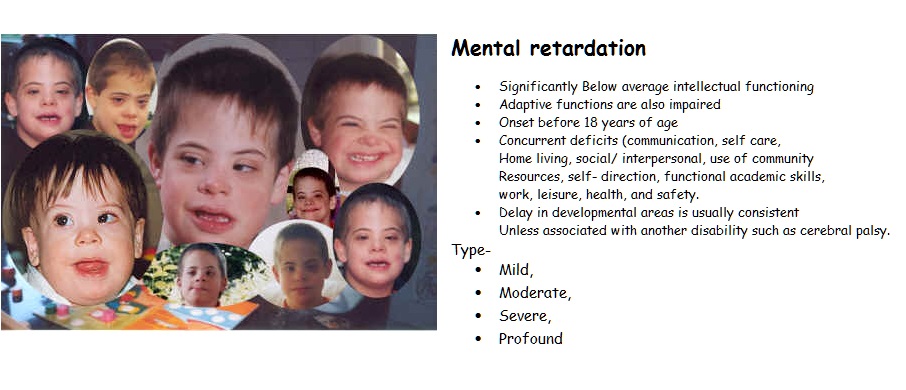 Mental retardation
• Significantly Below average intellectual functioning
• Adaptive functions are also impaired
• Onset before 18 years of age
• Concurrent deficits (communication, self care,
Home living, social/ interpersonal, use of community
Resources, self- direction, functional academic skills,
work, leisure, health, and safety.
• Delay in developmental areas is usually consistent
Unless associated with another disability such as cerebral palsy.
Type-
• Mild,
• Moderate,
• Severe,
• Profound